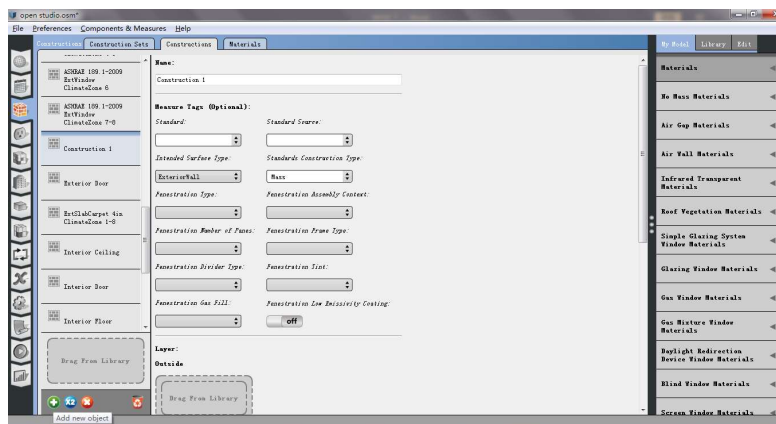 open studio.osm*
File Preferences Components & Measures Help
Constructions Construction Sets Constructions Materials
My Model Library Edit
ASHRAE 189.1-2009
ExtWindow
ClimateZone 6
ASHRAE 189.1-2009
ExtWindow
ClimateZone 7-8
Construction 1
Exterior Door
ExtSlabCarpet 4in
ClimateZone 1-8
Interior Ceiling
Interior Door
Interior Floor
Drag From Library
x2
Add new object
Name:
Construction 1
Measure Tags (Optional):
Standard: Standard Source:
Intended Surface Type: Standards Construction Type:
ExteriorWall Mass
Fenestration Type: Fenestration Assembly Context:
Fenestration Number of Panes: Fenestration Frame Type:
Fenestration Divider Type: Fenestration Tint:
Fenestration Gas Fill: Fenestration Low Emissivity Coating:
off
Layer:
Outside
Drag From Library
Materials
No Mass Materials
Air Gap Materials
Air Wall Materials
Infrared Transparent
Materials
Roof Vegetation Materials
Simple Glazing System
Window Materials
Glazing Window Materials
Gas Window Materials
Gas Mixture Window
Materials
Daylight Redirection
Device Window Materials
Blind Window Materials
Screen Window Materials